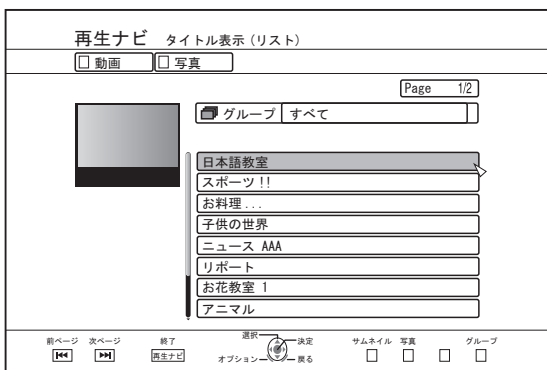 再生ナビ タイトル表示（リスト）
動画 写真
Page 1/2
グループ すべて
日本語教室
スポーツ !!
お料理...
子供の世界
ニュース AAA
リポート
お花教室 1
アニマル
前ページ 次ページ 終了 選択 決定 サムネイル 写真 グループ
再生ナビ オプション 戻る